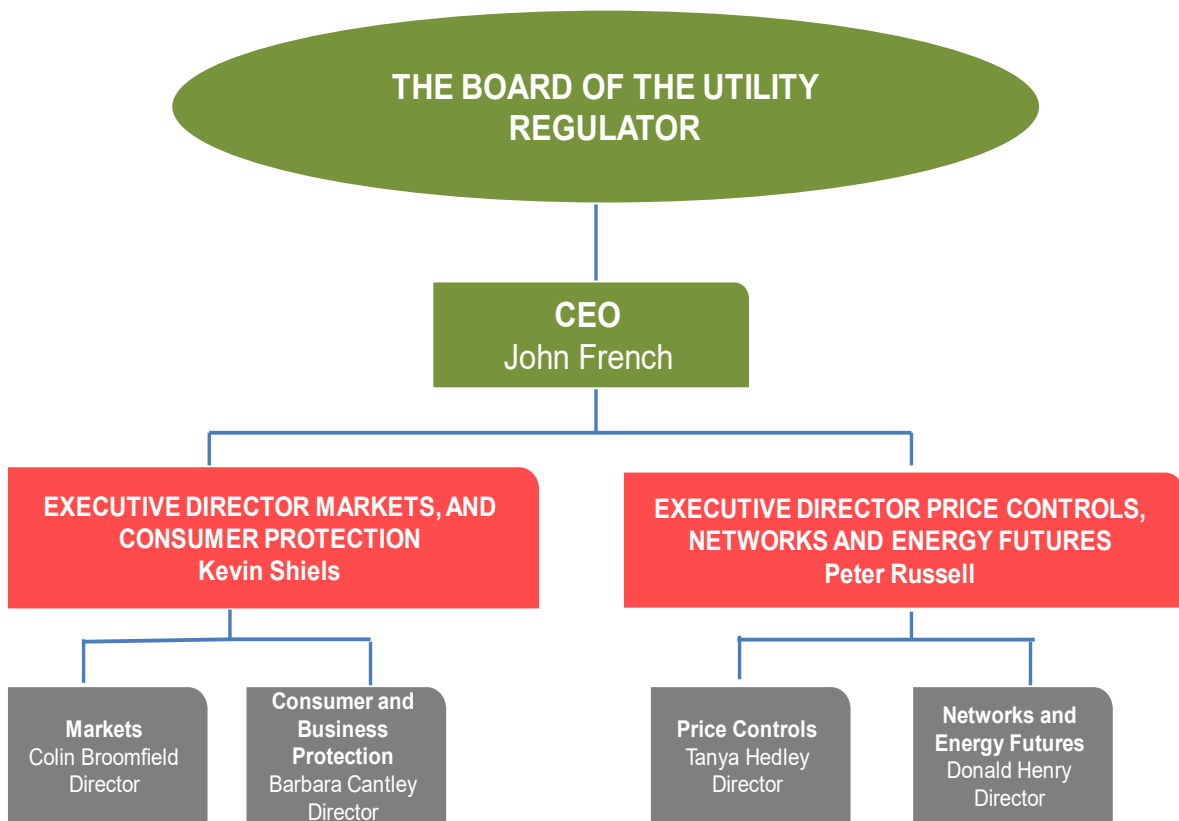 THE BOARD OF THE UTILITY
REGULATOR
CEO
John French
EXECUTIVE DIRECTOR MARKETS, AND
CONSUMER PROTECTION
Kevin Shiels
EXECUTIVE DIRECTOR PRICE CONTROLS,
NETWORKS AND ENERGY FUTURES
Peter Russell
Markets
Colin Broomfield
Director
Consumer and
Business
Protection
Barbara Cantley
Director
Price Controls
Tanya Hedley
Director
Networks and
Energy Futures
Donald Henry
Director